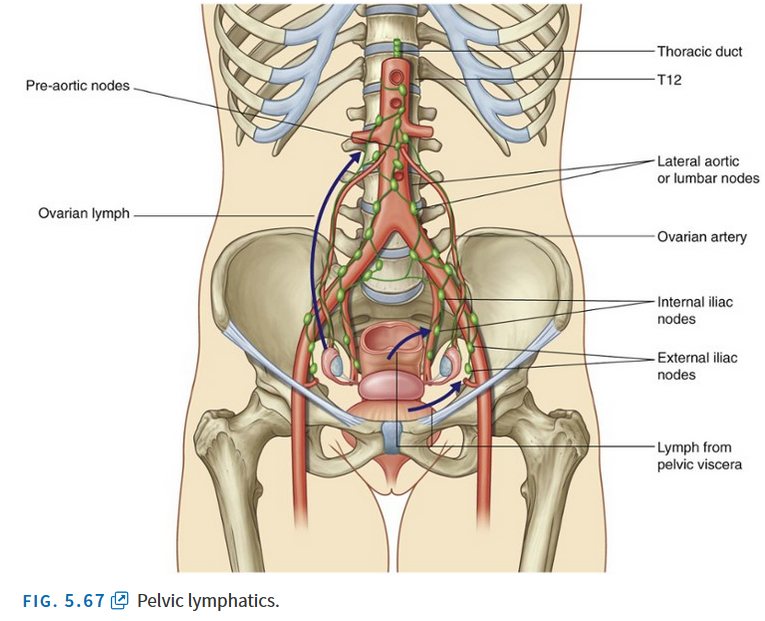 Thoracic duct
T12
Pre-aortic nodes
Lateral aortic
or lumbar nodes
Ovarian lymph
Ovarian artery
Internal iliac
nodes
External iliac
nodes
Lymph from
pelvic viscera
FIG. 5.67 Pelvic lymphatics.